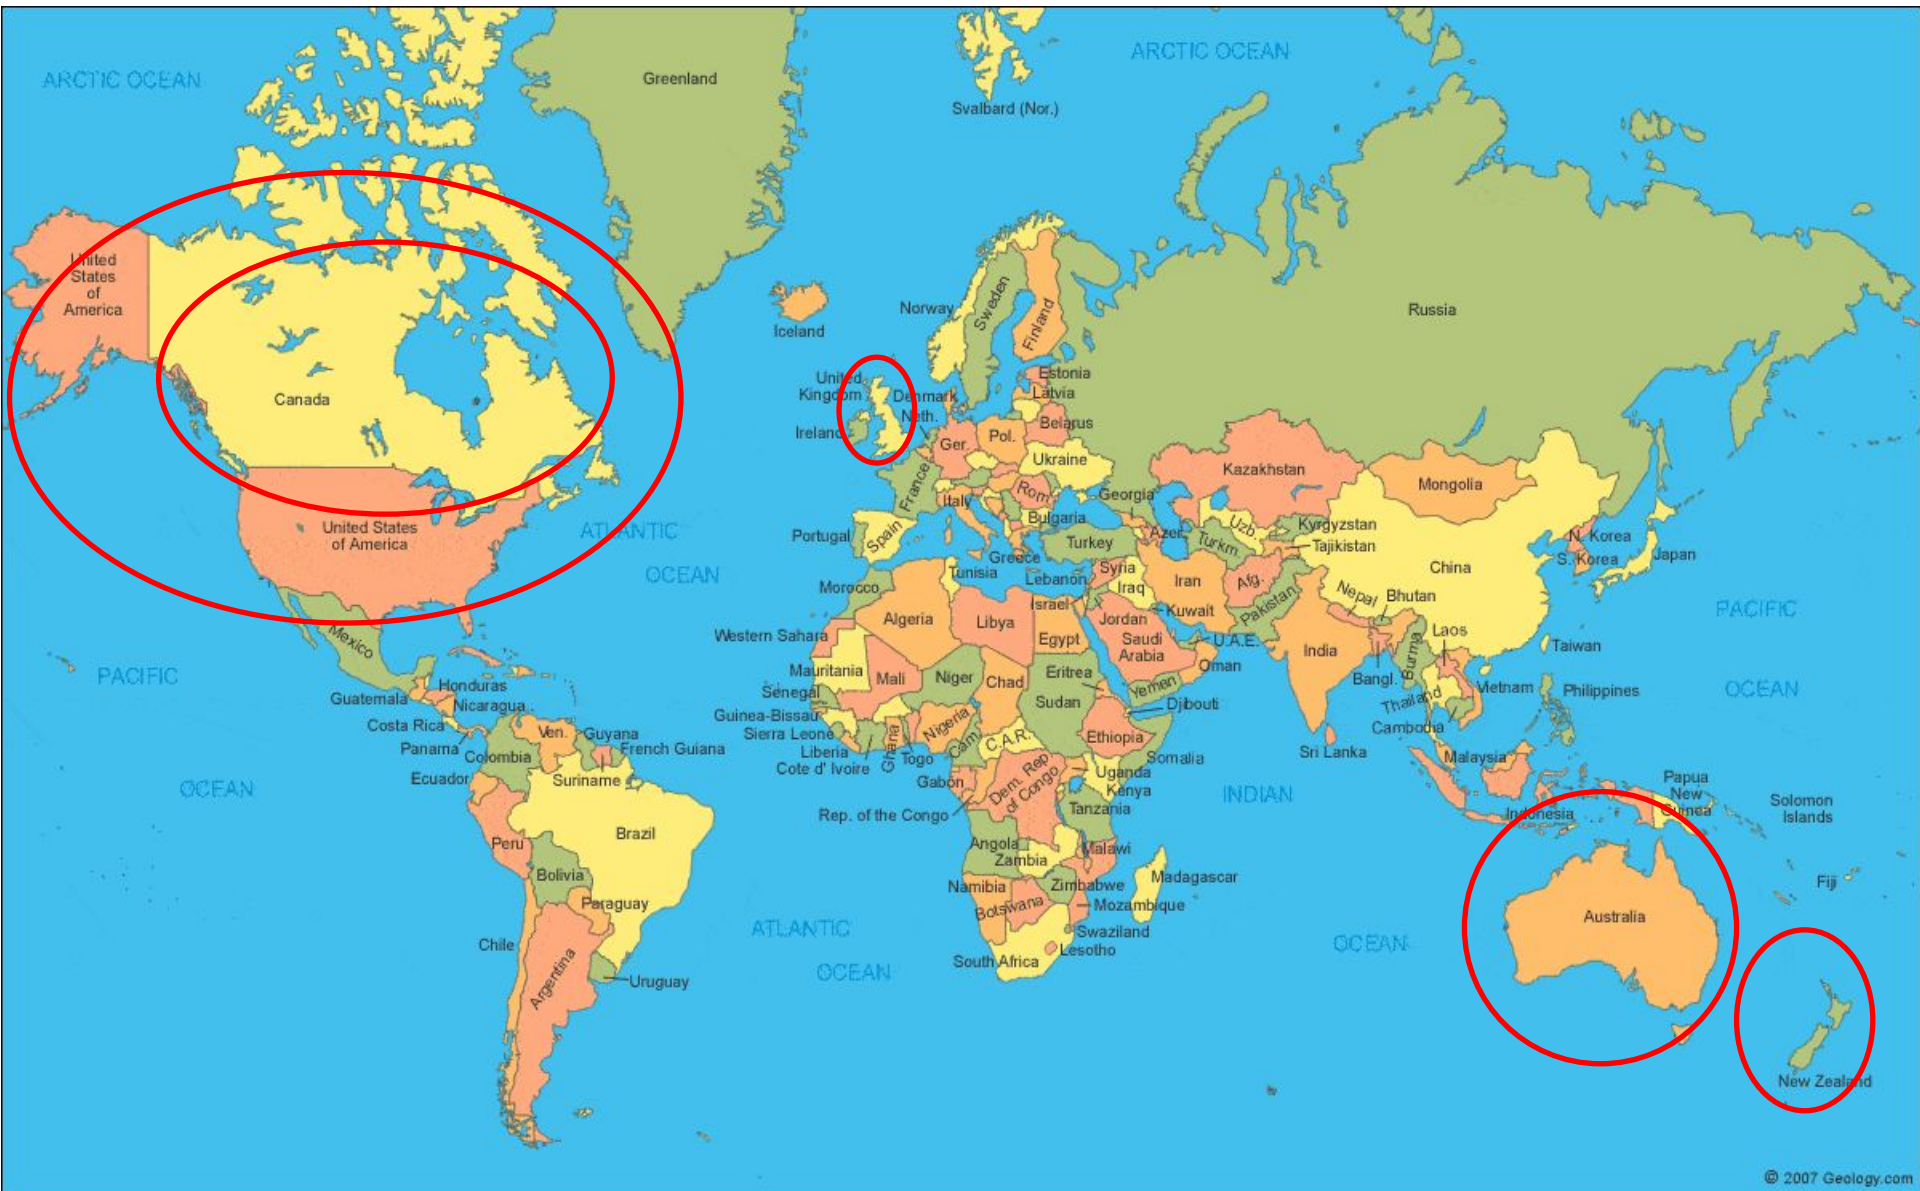 ARCTIC OCEAN
Greenland
Svalbard (Nor.)
ARCTIC OCEAN
United
States
of
America
Canada
United States
of America
Mexico
Guatemala
Honduras
Nicaragua
Costa Rica
Panama
PACIFIC
OCEAN
ATLANTIC
OCEAN
Ven.
Guyana
French Guiana
Colombia
Suriname
Ecuador
Brazil
Peru
Bolivia
Paraguay
Chile
Argentina
Uruguay
ATLANTIC
OCEAN
Iceland
Norway
Sweden
Finland
Russia
United
Kingdom
Ireland
Denmark
Neth.
Estonia
Latvia
Belarus
Ger.
Pol.
Ukraine
France
Rom.
Italy
Bulgaria
Georgia
Portugal
Spain
Greece
Turkey
Azer.
Kazakhstan
Mongolia
Uzb.
Turkm.
Kyrgyzstan
Tajikistan
N. Korea
S. Korea
Japan
China
Morocco
Tunisia
Lebanon
Syria
Iraq
Iran
Afg.
Pakistan
Nepal
Bhutan
Israel
Jordan
Kuwait
Algeria
Libya
Egypt
Saudi
Arabia
U.A.E.
Oman
India
Bangl.
Burma
Laos
Taiwan
PACIFIC
OCEAN
Western Sahara
Mauritania
Mali
Niger
Chad
Eritrea
Sudan
Yemen
Djibouti
Senegal
Guinea-Bissau
Sierra Leone
Liberia
Cote d' Ivoire
Ghana
Togo
Nigeria
Cam.
C.A.R.
Ethiopia
Somalia
Sri Lanka
Thailand
Vietnam
Cambodia
Philippines
Malaysia
Gabon
Rep. of the Congo
Dem. Rep.
of Congo
Uganda
Kenya
Tanzania
INDIAN
OCEAN
Indonesia
Papua
New
Guinea
Solomon
Islands
Angola
Zambia
Malawi
Namibia
Botswana
Zimbabwe
Mozambique
Madagascar
Swaziland
Lesotho
South Africa
Australia
Fiji
New Zealand
© 2007 Geology.com